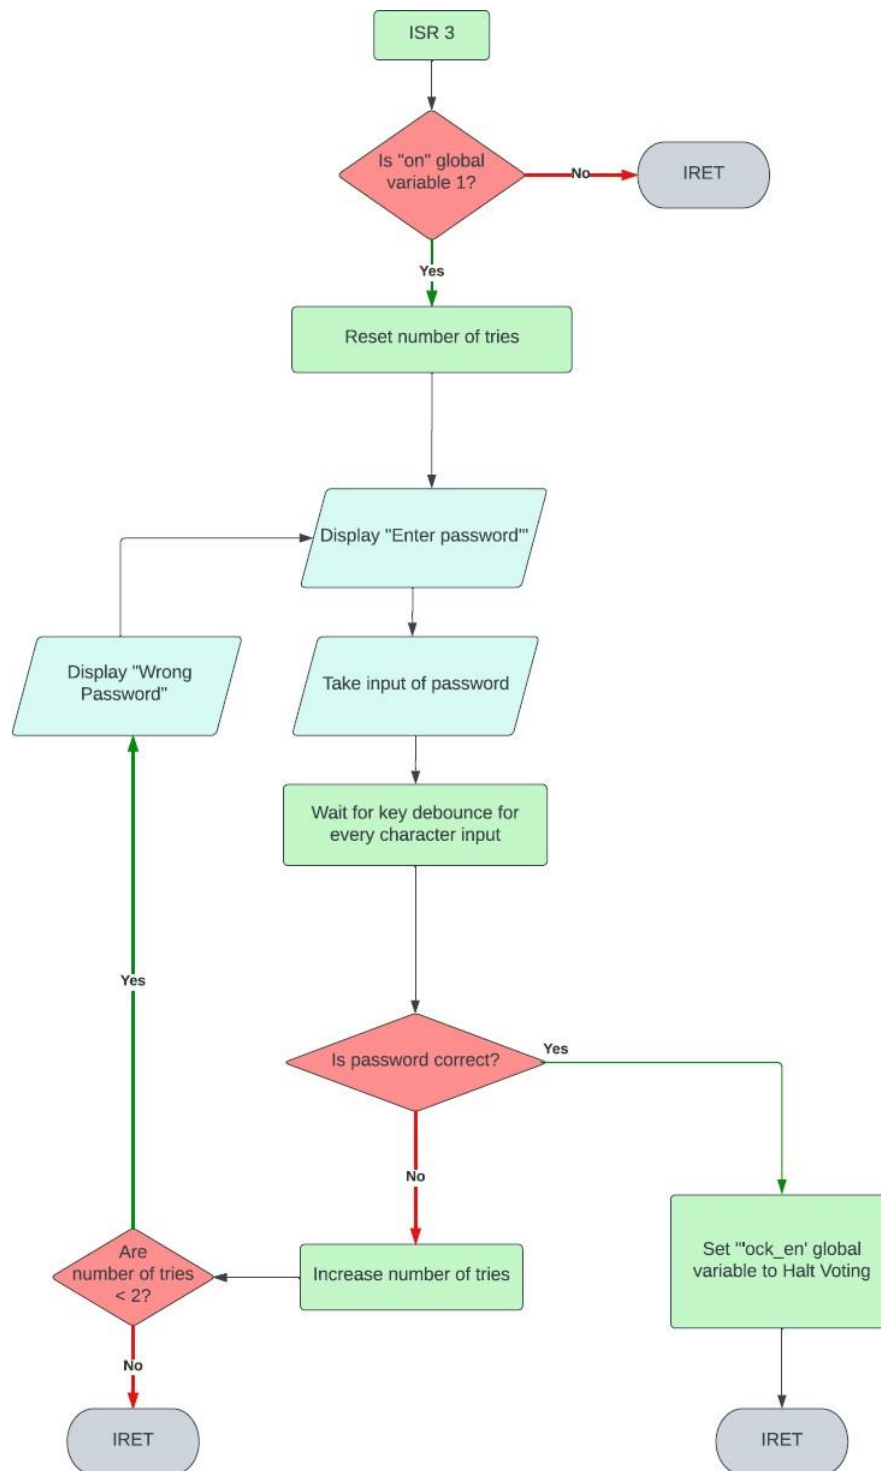 ISR 3
Is "on" global
variable 1?
No
IRET
Yes
Reset number of tries
Display "Enter password'"
Display "Wrong
Password"
Take input of password
Wait for key debounce for
every character input
Yes
Is password correct?
Yes
No
Are
number of tries
< 2?
Increase number of tries
Set "'ock_en' global
variable to Halt Voting
No
IRET
IRET